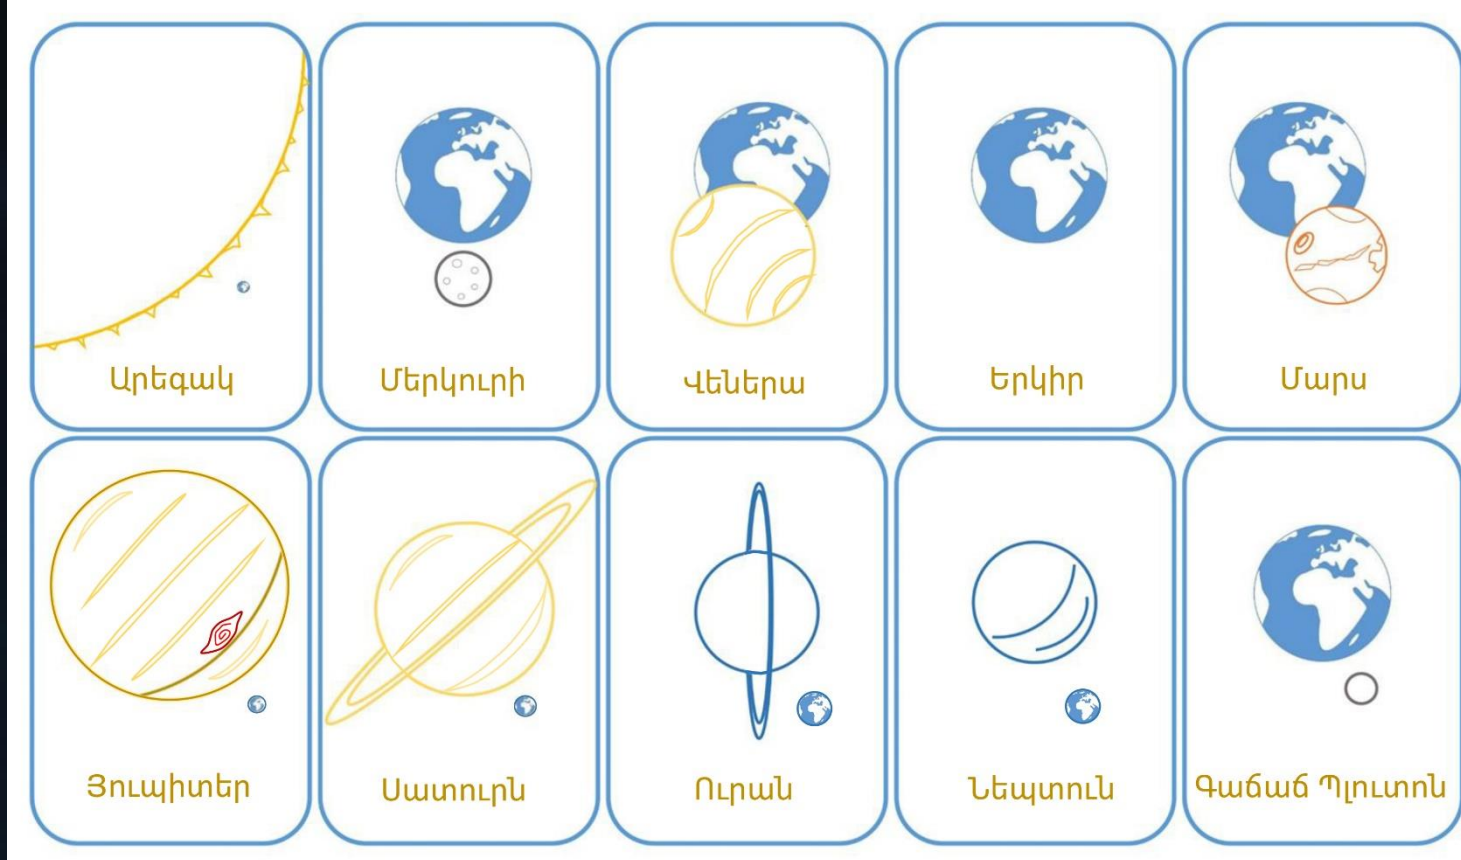 Արեգակ
Մերկուրի
Վեներա
Երկիր
Մարս
Յուպիտեր
Սատուրն
Ուրան
Նեպտուն
Գաճաճ Պլուտոն